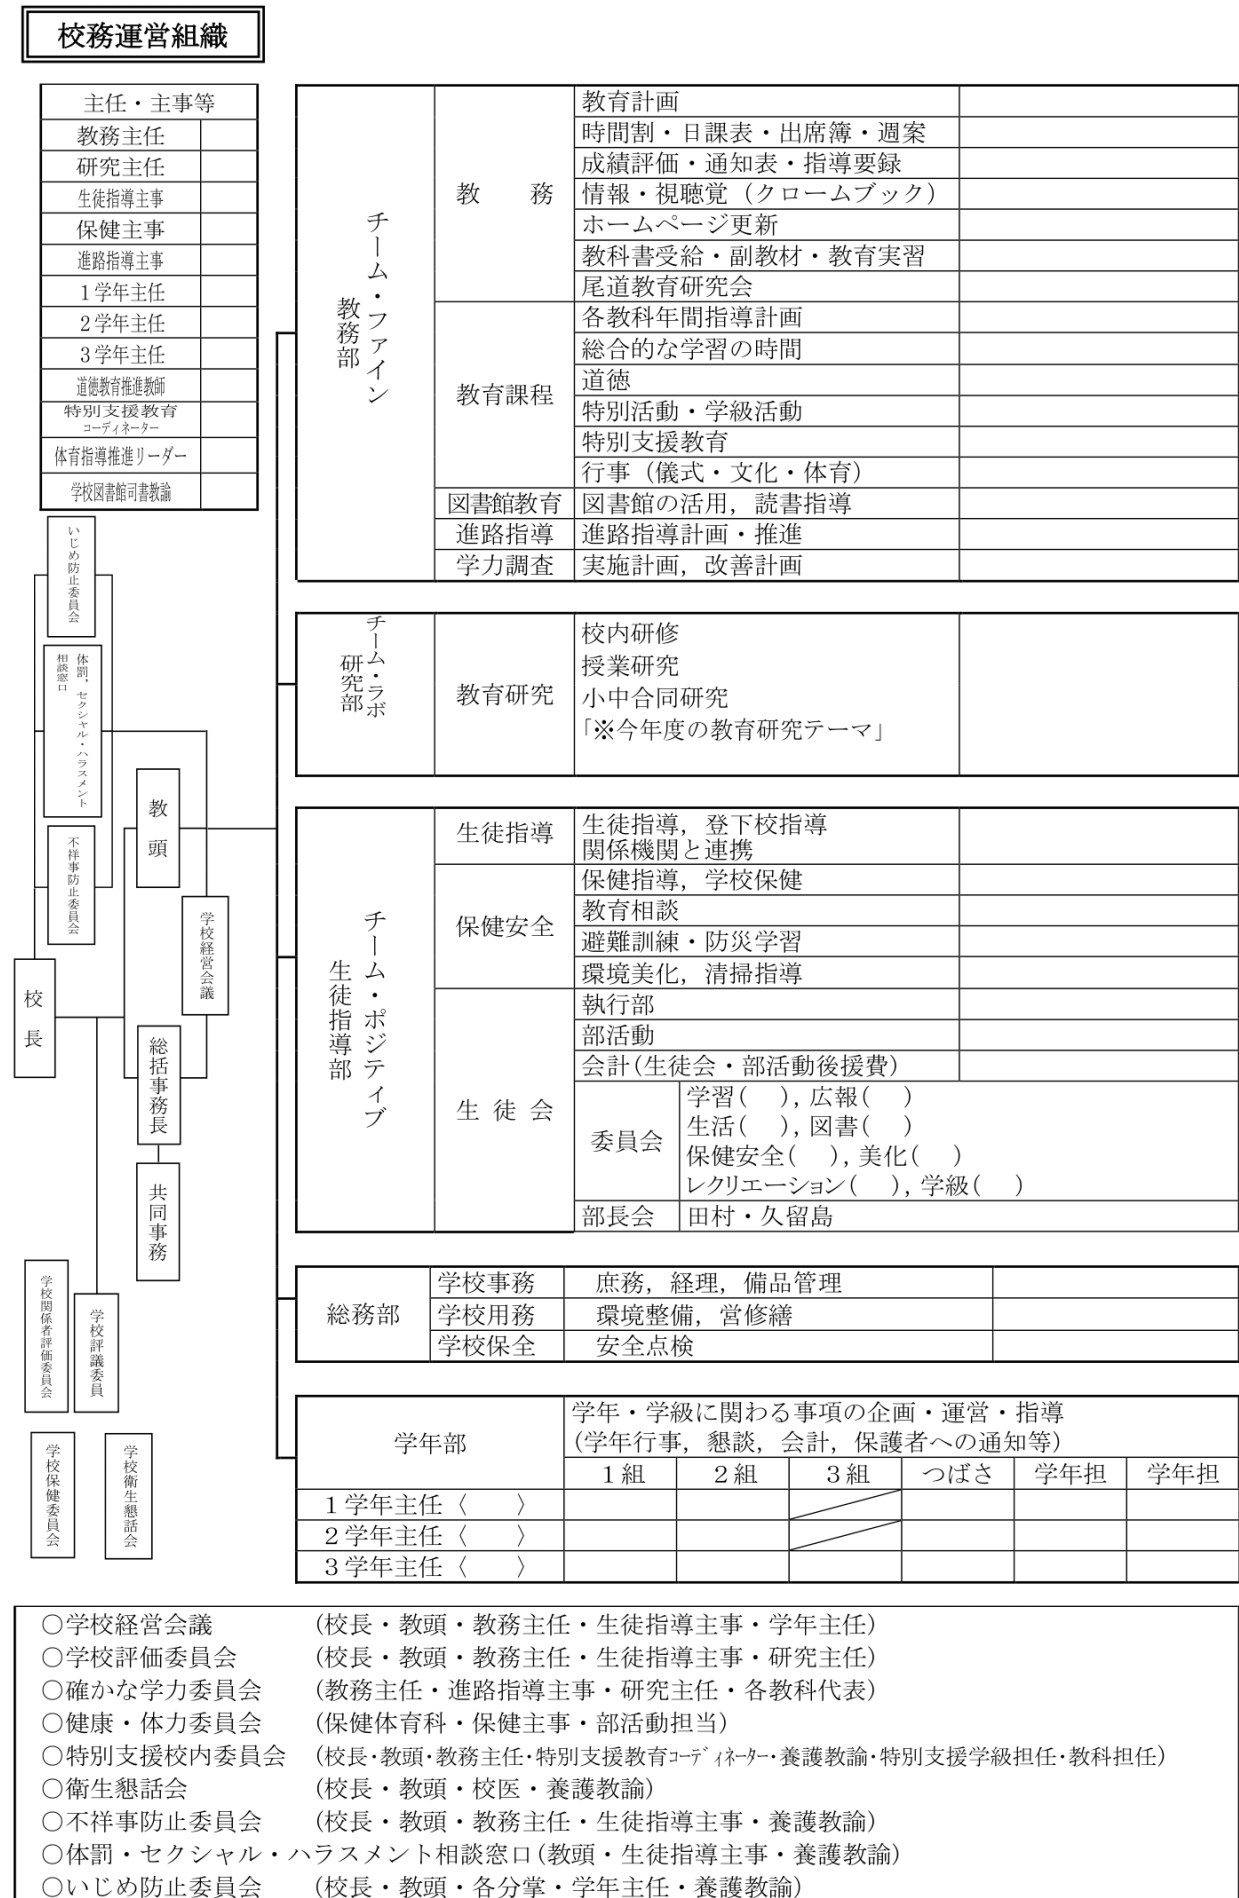 校務運営組織
主任・主事等
教務主任
研究主任
生徒指導主事
保健主事
進路指導主事
1学年主任
2学年主任
3学年主任
道徳教育推進教師
特別支援教育
コーディネーター
体育指導推進リーダー
学校図書館司書教諭
いじめ防止委員会
体罰，セクシャル・ハラスメント
相談窓口
不祥事防止委員会
校長
教頭
学校経営会議
総括事務長
共同事務
学校関係者評価委員会
学校評議委員
学校保健委員会
学校衛生懇話会
チーム・ファイン
教務部
教　務
教育計画
時間割・日課表・出席簿・週案
成績評価・通知表・指導要録
情報・視聴覚（クロームブック）
ホームページ更新
教科書受給・副教材・教育実習
尾道教育研究会
教育課程
各教科年間指導計画
総合的な学習の時間
道徳
特別活動・学級活動
特別支援教育
行事（儀式・文化・体育）
図書館教育　図書館の活用，読書指導
進路指導　進路指導計画・推進
学力調査　実施計画，改善計画
チーム・ラボ
研究部
教育研究
校内研修
授業研究
小中合同研究
「※今年度の教育研究テーマ」
チーム・ポジティブ
生徒指導部
生徒指導
生徒指導，登下校指導
関係機関と連携
保健安全
保健指導，学校保健
教育相談
避難訓練・防災学習
環境美化，清掃指導
生徒会
執行部
部活動
会計(生徒会・部活動後援費)
委員会
学習(　)，広報(　)
生活(　)，図書(　)
保健安全(　)，美化(　)
レクリエーション(　)，学級(　)
部長会　田村・久留島
総務部
学校事務　庶務，経理，備品管理
学校用務　環境整備，営修繕
学校保全　安全点検
学年部
学年・学級に関わる事項の企画・運営・指導
(学年行事，懇談，会計，保護者への通知等)
1組　2組　3組　つばさ　学年担　学年担
1学年主任〈　〉
2学年主任〈　〉
3学年主任〈　〉
○学校経営会議　(校長・教頭・教務主任・生徒指導主事・学年主任)
○学校評価委員会　(校長・教頭・教務主任・生徒指導主事・研究主任)
○確かな学力委員会　(教務主任・進路指導主事・研究主任・各教科代表)
○健康・体力委員会　(保健体育科・保健主事・部活動担当)
○特別支援校内委員会　(校長・教頭・教務主任・特別支援教育ｺｰﾃﾞｨﾈｰﾀｰ・養護教諭・特別支援学級担任・教科担任)
○衛生懇話会　(校長・教頭・校医・養護教諭)
○不祥事防止委員会　(校長・教頭・教務主任・生徒指導主事・養護教諭)
○体罰・セクシャル・ハラスメント相談窓口(教頭・生徒指導主事・養護教諭)
○いじめ防止委員会　(校長・教頭・各分掌・学年主任・養護教諭)